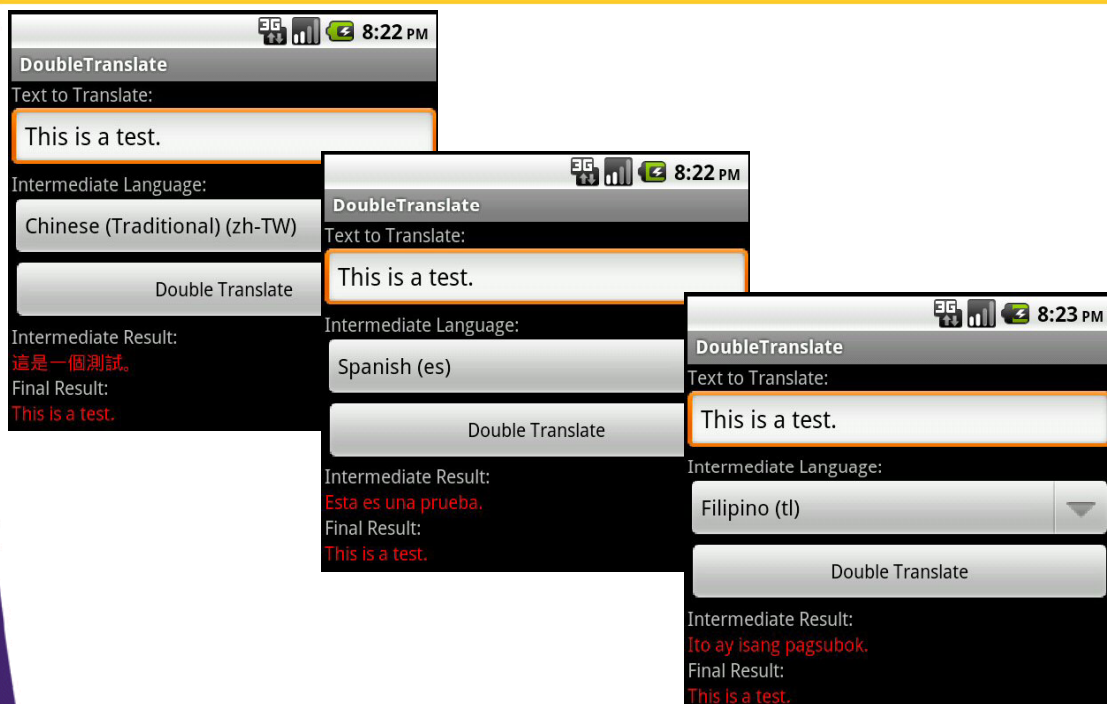 3G 8:22 PM
DoubleTranslate
Text to Translate:
This is a test.
Intermediate Language:
Chinese (Traditional) (zh-TW)
Double Translate
Intermediate Result:
這是一個測試。
Final Result:
This is a test.
3G 8:22 PM
DoubleTranslate
Text to Translate:
This is a test.
Intermediate Language:
Spanish (es)
Double Translate
Intermediate Result:
Esta es una prueba.
Final Result:
This is a test.
3G 8:23 PM
DoubleTranslate
Text to Translate:
This is a test.
Intermediate Language:
Filipino (tl)
Double Translate
Intermediate Result:
Ito ay isang pagsubok.
Final Result:
This is a test.